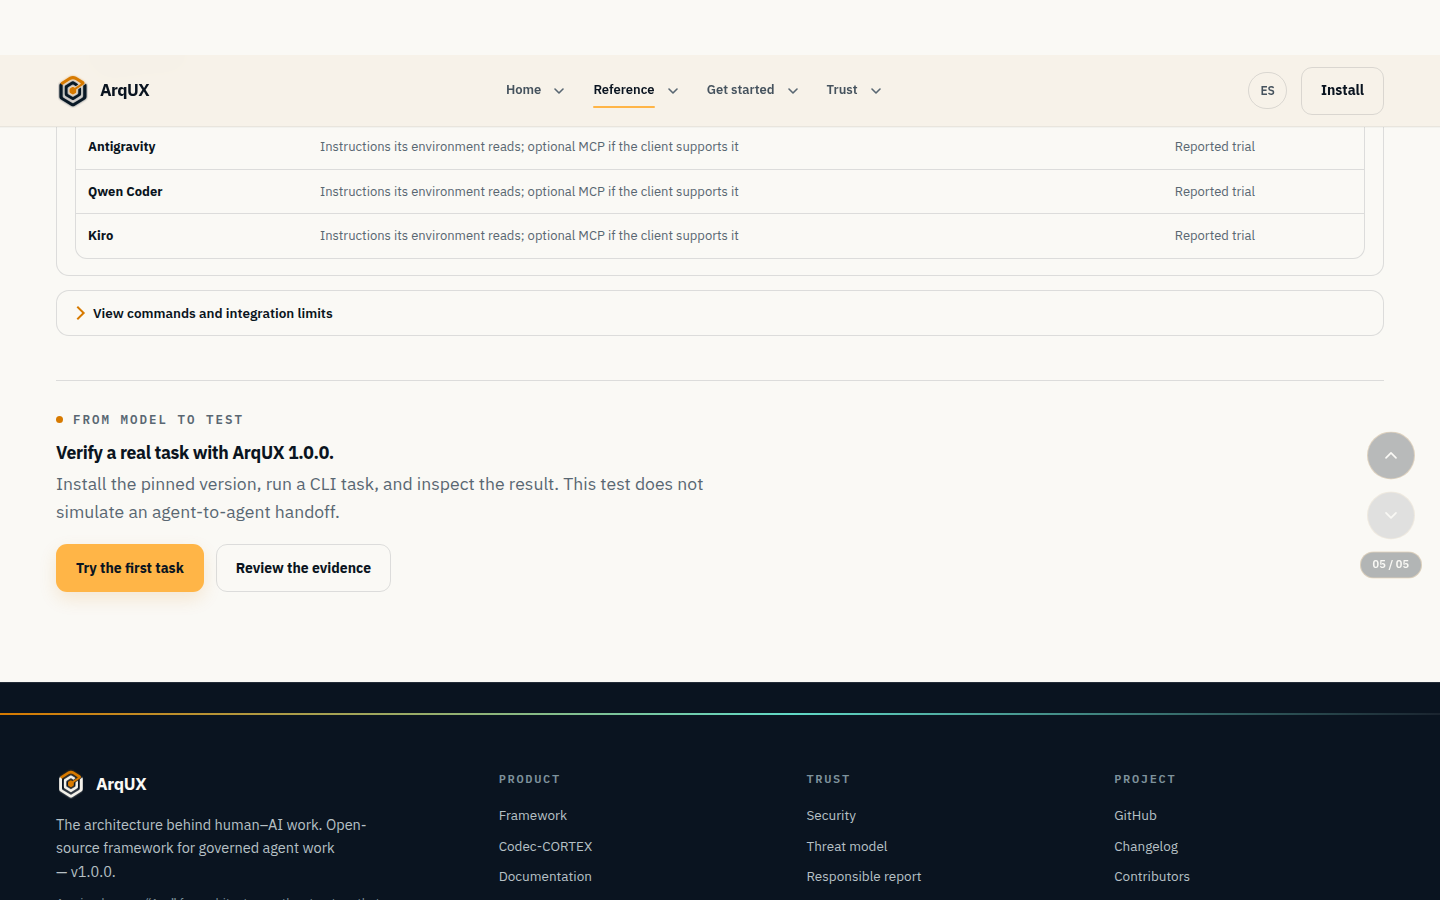 ArqUX
Home
Reference
Get started
Trust
ES
Install
Antigravity
Instructions its environment reads; optional MCP if the client supports it
Reported trial
Qwen Coder
Instructions its environment reads; optional MCP if the client supports it
Reported trial
Kiro
Instructions its environment reads; optional MCP if the client supports it
Reported trial
View commands and integration limits
FROM MODEL TO TEST
Verify a real task with ArqUX 1.0.0.
Install the pinned version, run a CLI task, and inspect the result. This test does not
simulate an agent-to-agent handoff.
Try the first task
Review the evidence
05 / 05
ArqUX
The architecture behind human–AI work. Open-
source framework for governed agent work
— v1.0.0.
PRODUCT
Framework
Codec-CORTEX
Documentation
TRUST
Security
Threat model
Responsible report
PROJECT
GitHub
Changelog
Contributors